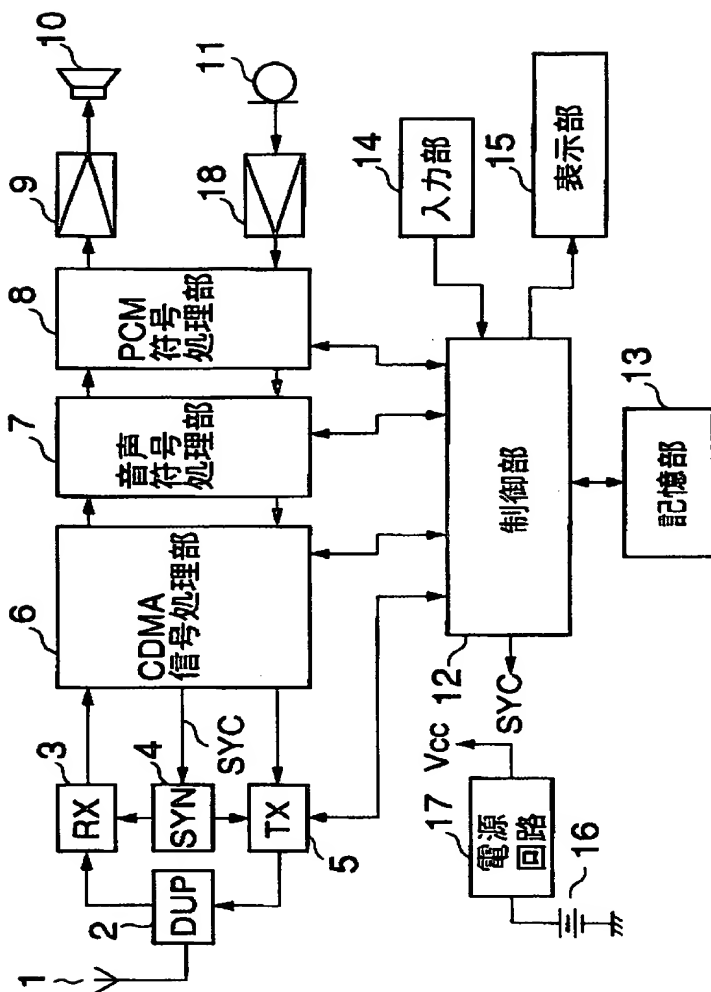 1
2
DUP
3
RX
4
SYN
SYC
TX
5
6
CDMA
信号処理部
7
音声
符号
処理部
8
PCM
符号
処理部
9
10
11
18
12
制御部
SYC
13
記憶部
14
入力部
15
表示部
16
17
電源
回路
Vcc